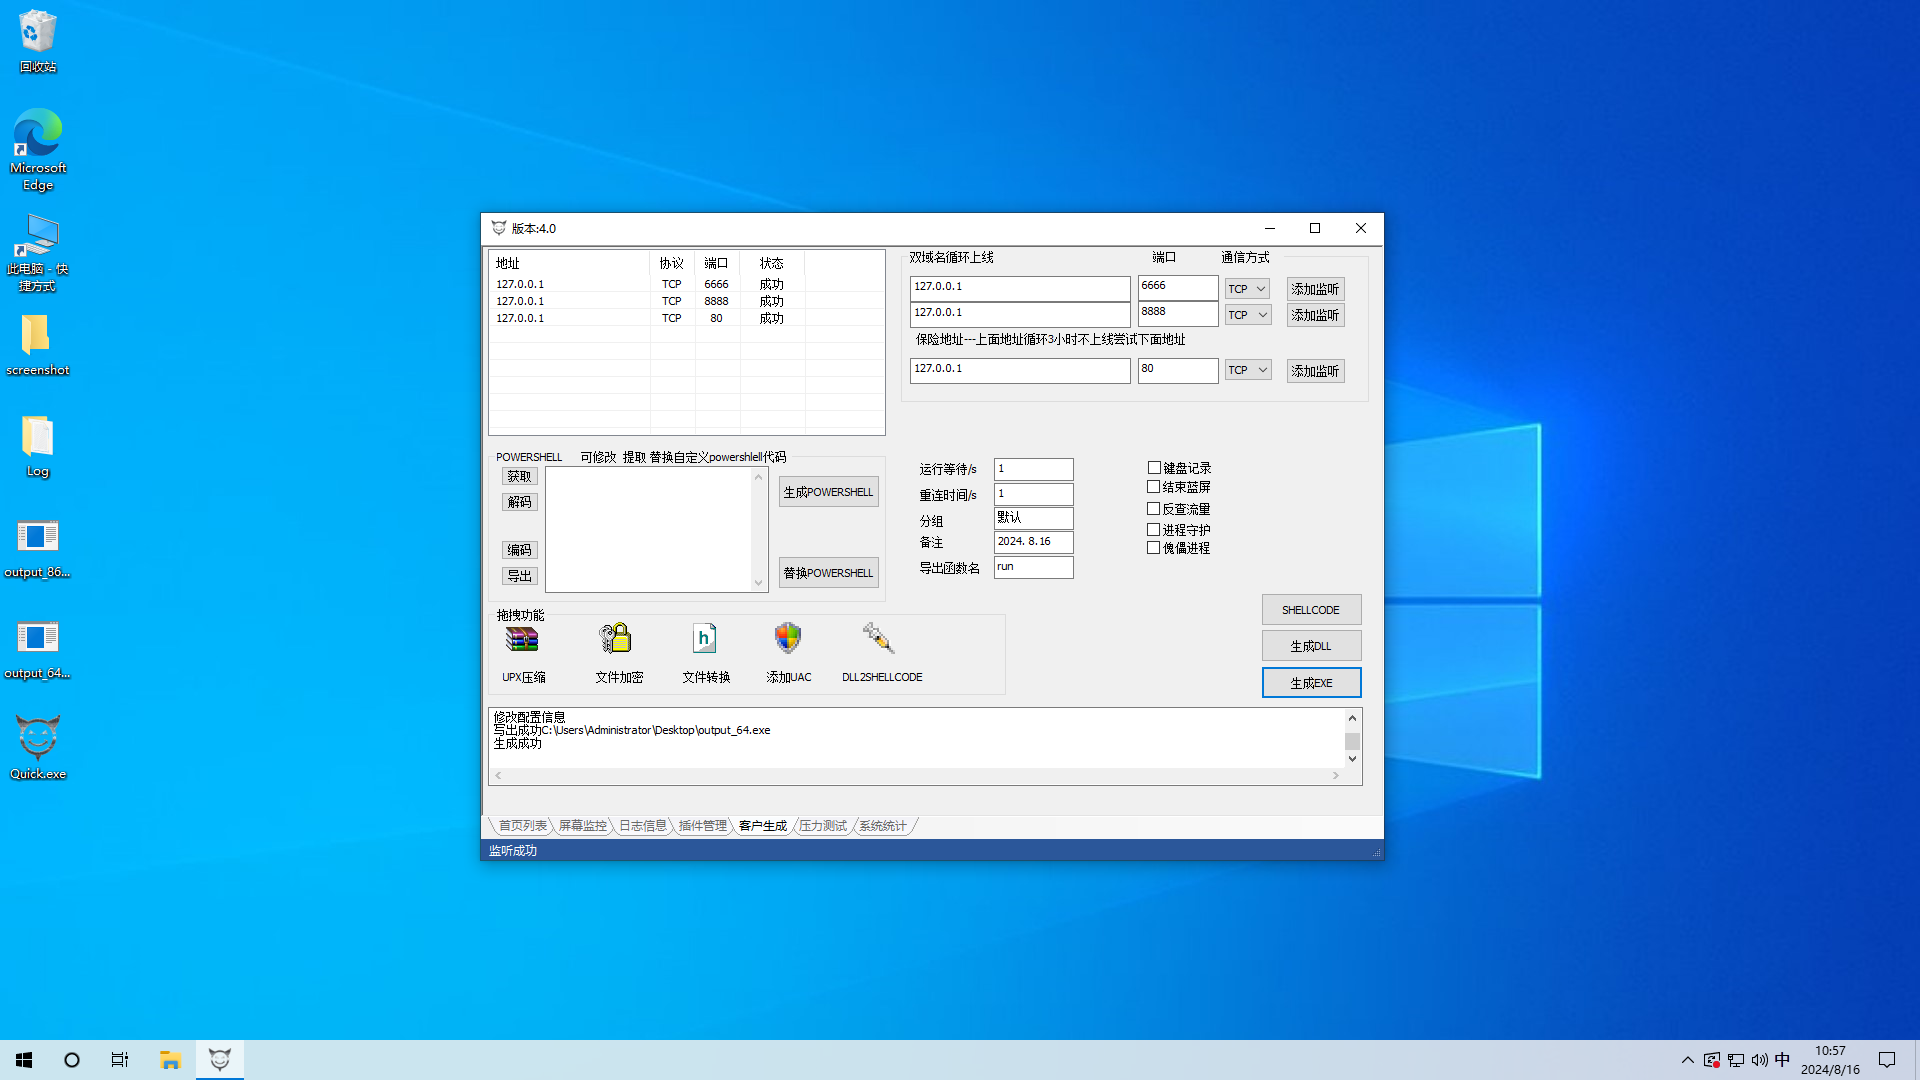 回收站
Microsoft
Edge
此电脑 - 快
捷方式
screenshot
Log
output_86...
output_64...
Quick.exe
版本:4.0
地址 协议 端口 状态
127.0.0.1 TCP 6666 成功
127.0.0.1 TCP 8888 成功
127.0.0.1 TCP 80 成功
双域名循环上线 端口 通信方式
127.0.0.1 6666 TCP 添加监听
127.0.0.1 8888 TCP 添加监听
保险地址---上面地址循环3小时不上线尝试下面地址
127.0.0.1 80 TCP 添加监听
POWERSHELL 可修改 提取 替换自定义powershlell代码
获取
解码
编码
导出
生成POWERSHELL
替换POWERSHELL
运行等待/s 1
重连时间/s 1
分组 默认
备注 2024. 8.16
导出函数名 run
键盘记录
结束蓝屏
反查流量
进程守护
傀儡进程
拖拽功能
UPX压缩 文件加密 文件转换 添加UAC DLL2SHELLCODE
SHELLCODE
生成DLL
生成EXE
修改配置信息
写出成功C:\Users\Administrator\Desktop\output_64.exe
生成成功
首页列表 屏幕监控 日志信息 插件管理 客户生成 压力测试 系统统计
监听成功
中
10:57
2024/8/16